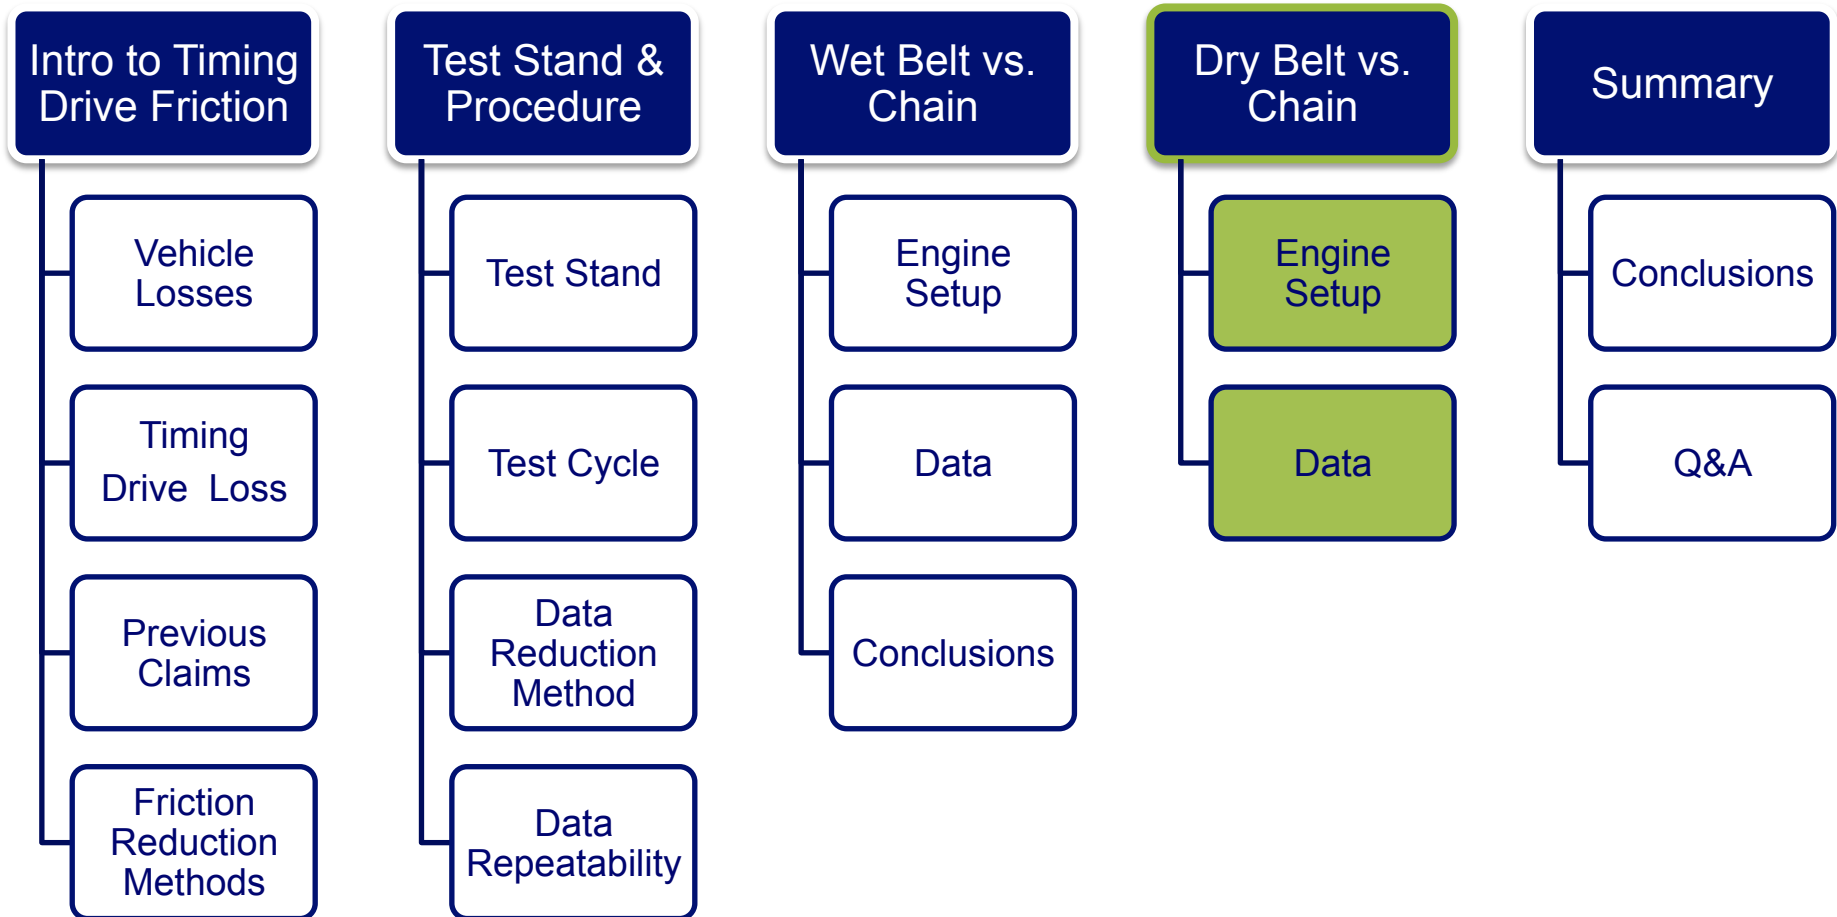 Intro to Timing
Drive Friction
Vehicle
Losses
Timing
Drive Loss
Previous
Claims
Friction
Reduction
Methods
Test Stand &
Procedure
Test Stand
Test Cycle
Data
Reduction
Method
Data
Repeatability
Wet Belt vs.
Chain
Engine
Setup
Data
Conclusions
Dry Belt vs.
Chain
Engine
Setup
Data
Summary
Conclusions
Q&A